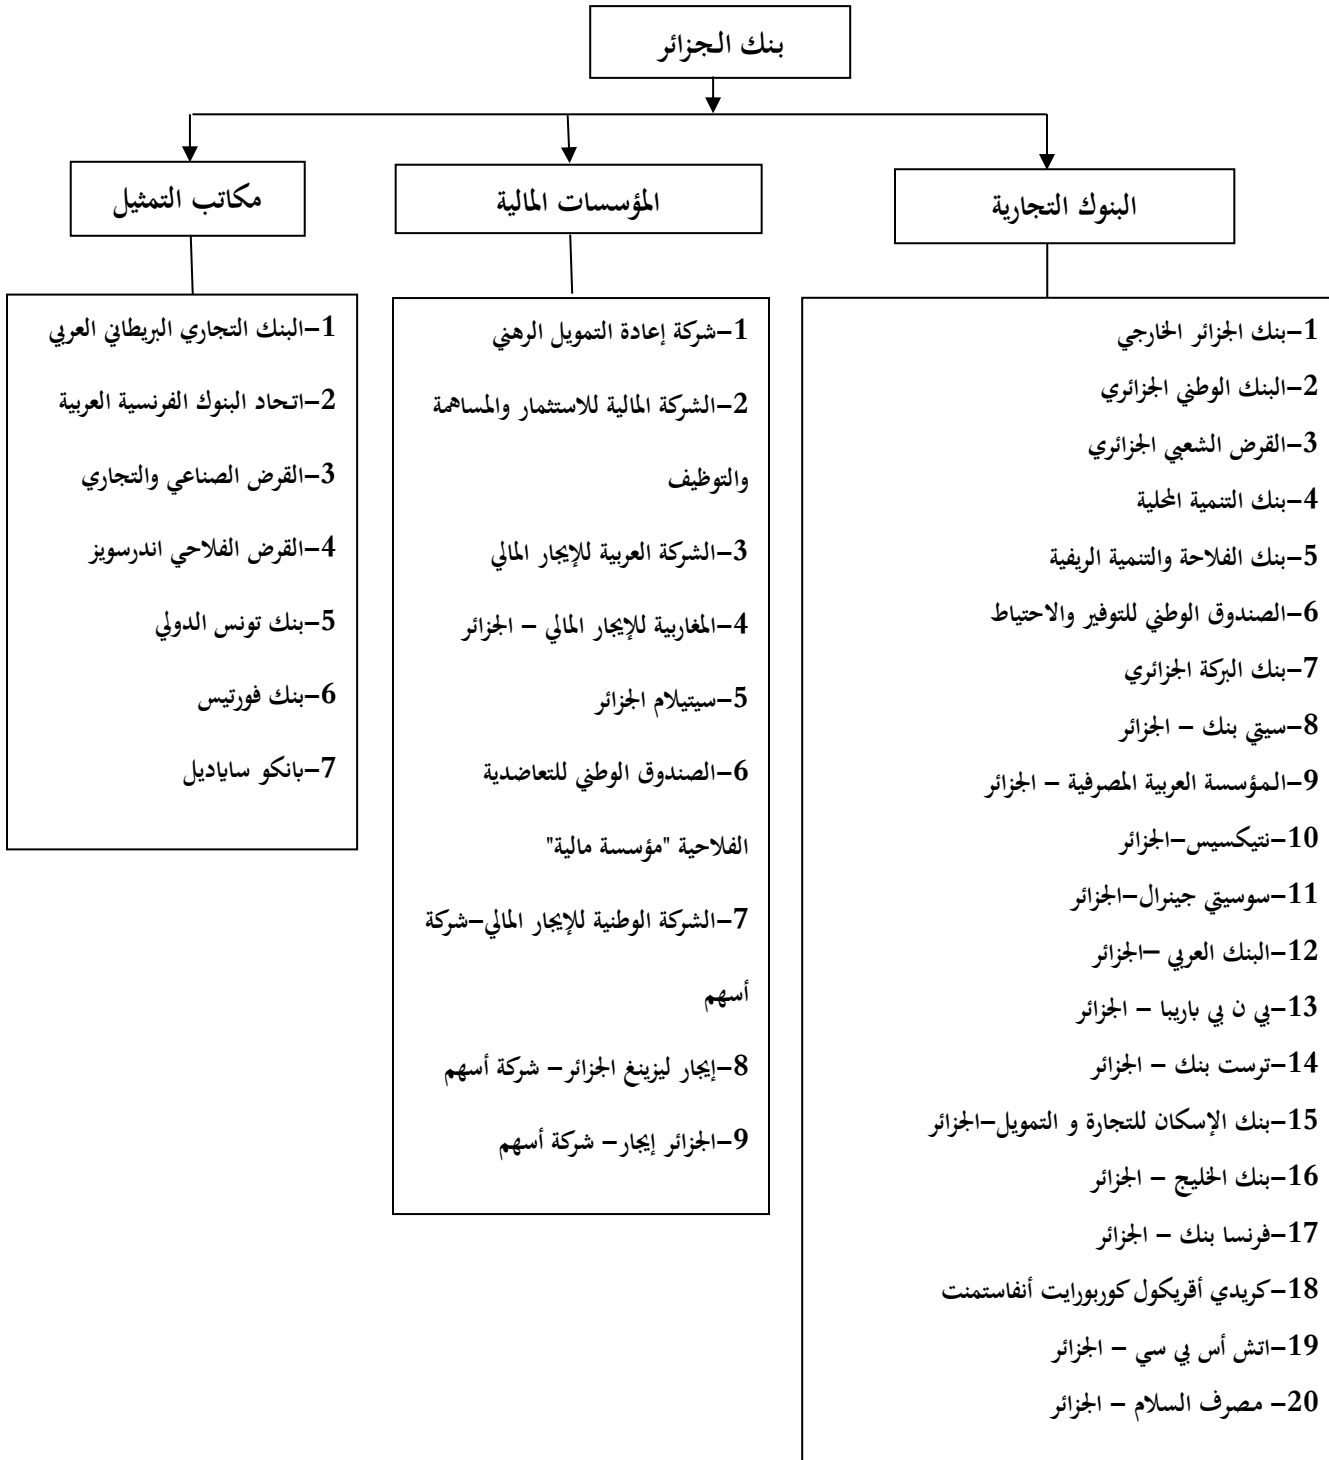 بنك الجزائر
البنوك التجارية
1–بنك الجزائر الخارجي
2–البنك الوطني الجزائري
3–القرض الشعبي الجزائري
4–بنك التنمية المحلية
5–بنك الفلاحة والتنمية الريفية
6–الصندوق الوطني للتوفير والاحتياط
7–بنك البركة الجزائري
8–سيتي بنك – الجزائر
9–المؤسسة العربية المصرفية – الجزائر
10–نتيكسيس–الجزائر
11–سوسيتي جينرال–الجزائر
12–البنك العربي –الجزائر
13–بي ن بي باريبا – الجزائر
14–ترست بنك – الجزائر
15–بنك الإسكان للتجارة و التمويل–الجزائر
16–بنك الخليج – الجزائر
17–فرنسا بنك – الجزائر
18–كريدي أقريكول كوربورايت أنفاستمنت
19–اتش أس بي سي – الجزائر
20– مصرف السلام – الجزائر
المؤسسات المالية
1–شركة إعادة التمويل الرهني
2–الشركة المالية للاستثمار والمساهمة
والتوظيف
3–الشركة العربية للإيجار المالي
4–المغاربية للإيجار المالي – الجزائر
5–سيتيلام الجزائر
6–الصندوق الوطني للتعاضدية
الفلاحية "مؤسسة مالية"
7–الشركة الوطنية للإيجار المالي–شركة
أسهم
8–إيجار ليزينغ الجزائر– شركة أسهم
9–الجزائر إيجار– شركة أسهم
مكاتب التمثيل
1–البنك التجاري البريطاني العربي
2–اتحاد البنوك الفرنسية العربية
3–القرض الصناعي والتجاري
4–القرض الفلاحي اندرسويز
5–بنك تونس الدولي
6–بنك فورتيس
7–بانكو ساياديل